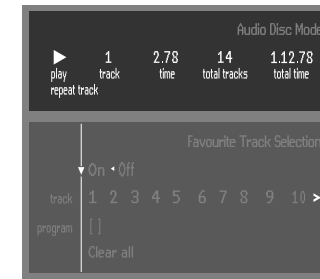 Audio Disc Mode
1 2.78 14 1.12.78
play track time total tracks total time
repeat track
Favourite Track Selection
On Off
track 1 2 3 4 5 6 7 8 9 10 >
program [ ]
Clear all